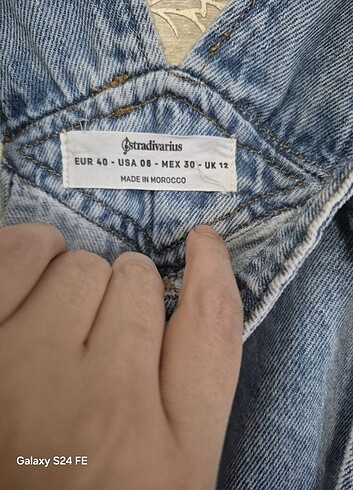 Stradivarius
EUR 40 - USA 08 - MEX 30 - UK 12
MADE IN MOROCCO
Galaxy S24 FE